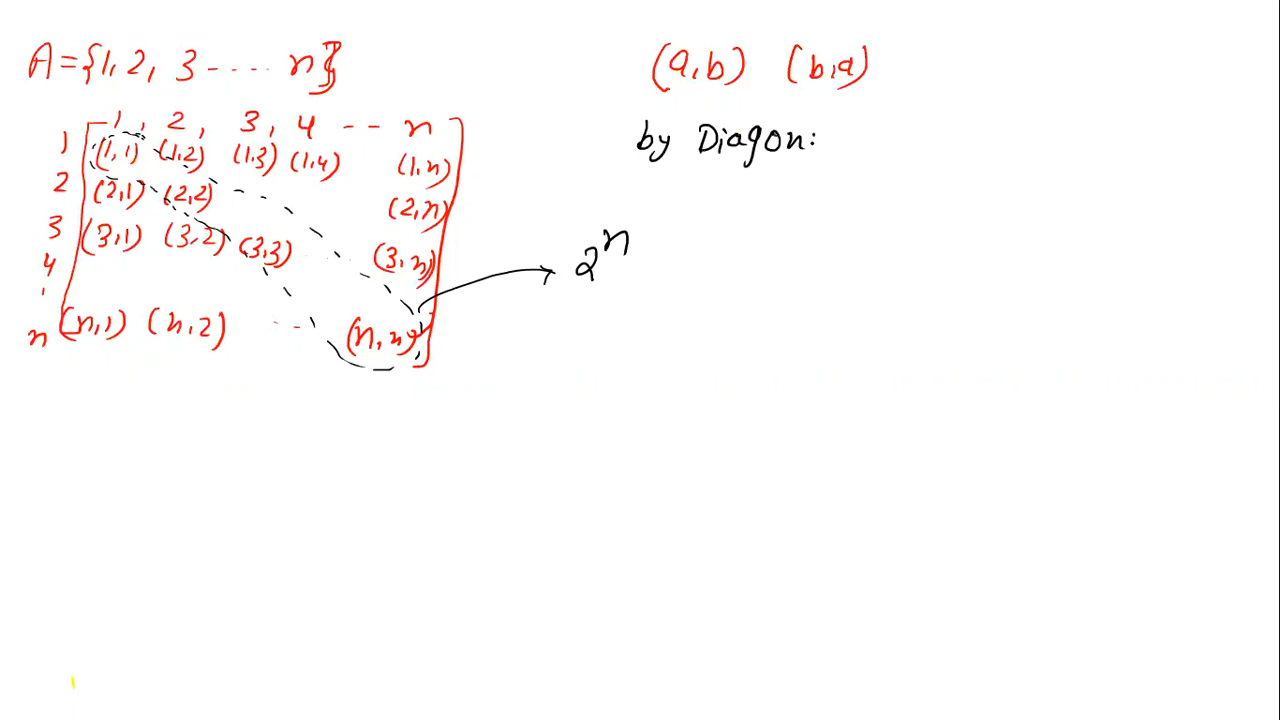 A={1,2, 3---- n}
(a,b) (b,a)
1, 2, 3, 4 -- n
by Diagon:
1 (1,1) (1,2) (1,3) (1,4) (1,n)
2 (2,1) (2,2) (2,n)
3 (3,1) (3,2) (3,3) (3,n)
2^n
4
n (n,1) (n,2) -- (n,n)